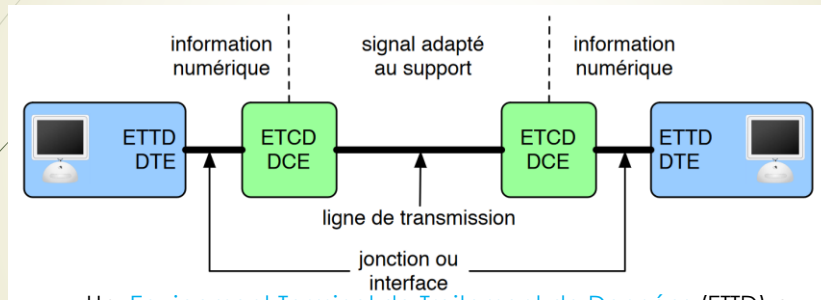 information
numérique
signal adapté
au support
information
numérique
ETTD
DTE
ETCD
DCE
ETCD
DCE
ETTD
DTE
ligne de transmission
jonction ou
interface
(ETTD)